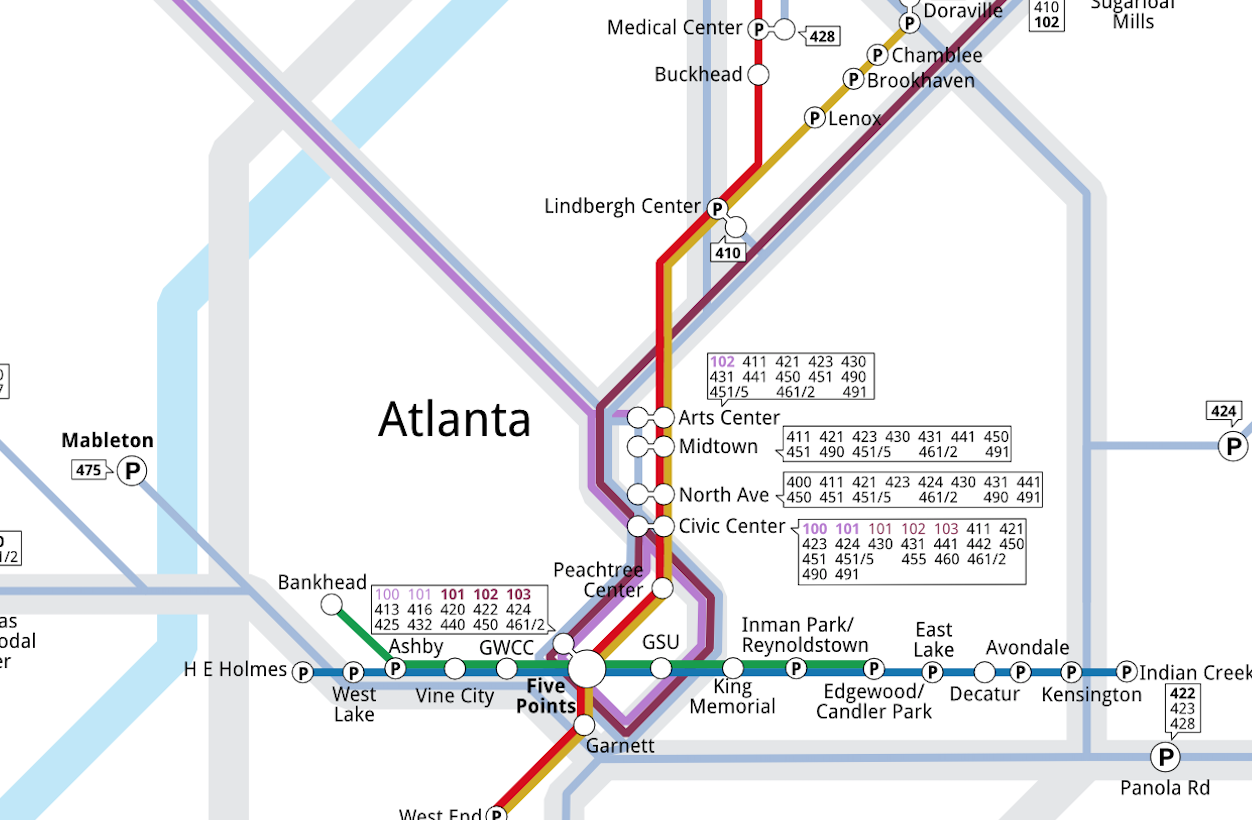 Medical Center
P
428
Buckhead
Doraville
P
410
102
Mills
P
Chamblee
P
Brookhaven
P
Lenox
Lindbergh Center
P
410
102 411 421 423 430
431 441 450 451 490
451/5 461/2 491
Atlanta
Arts Center
Midtown
411 421 423 430 431 441 450
451 490 451/5 461/2 491
North Ave
400 411 421 423 424 430 431 441
450 451 451/5 461/2 490 491
Civic Center
100 101 101 102 103 411 421
423 424 430 431 441 442 450
451 451/5 455 460 461/2
490 491
424
P
Mableton
475
P
Peachtree
Center
Bankhead
100 101 101 102 103
413 416 420 422 424
425 432 440 450 461/2
Ashby
GWCC
GSU
Inman Park/
Reynoldstown
East
Lake
Avondale
H E Holmes
P
P
P
P
P
P
P
P
P
Indian Creek
West
Lake
Vine City
Five
Points
King
Memorial
Edgewood/
Candler Park
Decatur
Kensington
422
423
428
Garnett
P
Panola Rd
West End
P